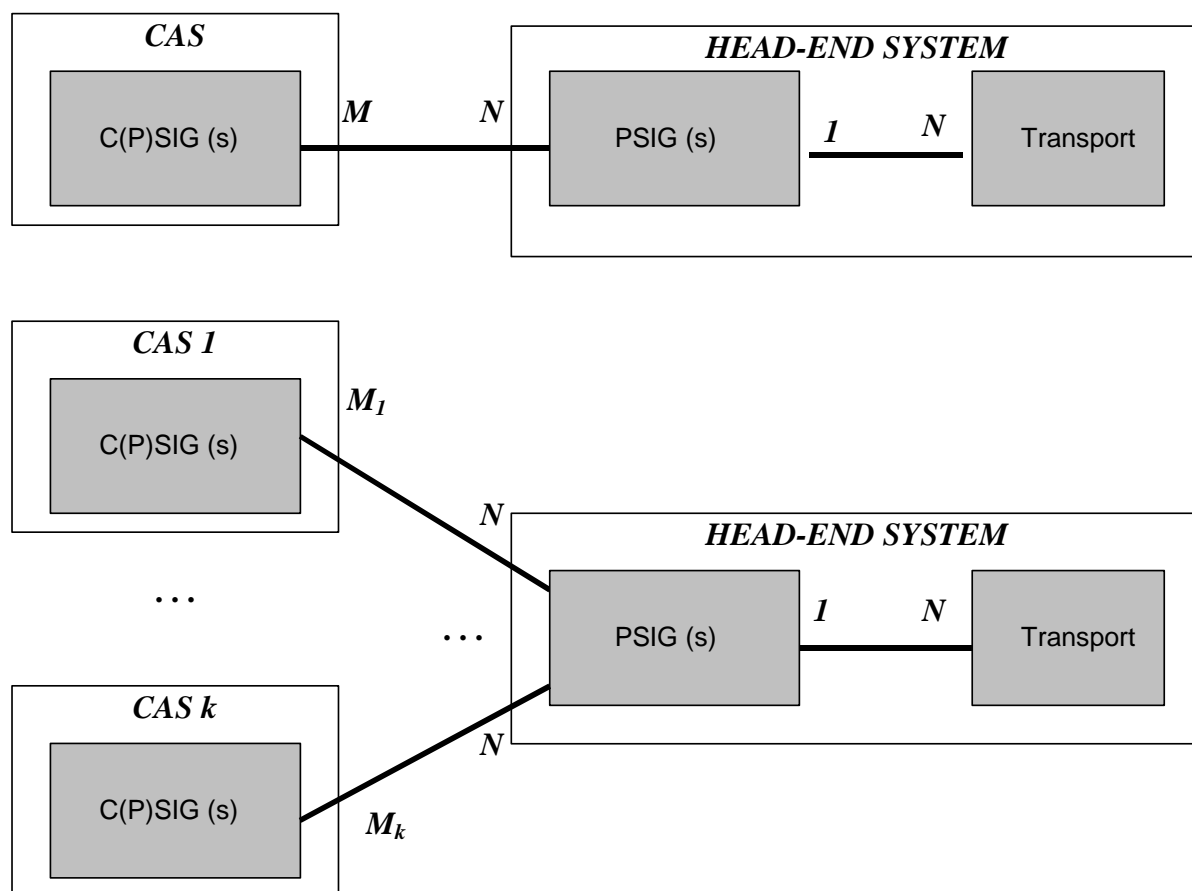 CAS
HEAD-END SYSTEM
C(P)SIG (s)
M
N
PSIG (s)
1
N
Transport
CAS 1
C(P)SIG (s)
M1
N
HEAD-END SYSTEM
...
...
PSIG (s)
1
N
Transport
CAS k
N
C(P)SIG (s)
Mk